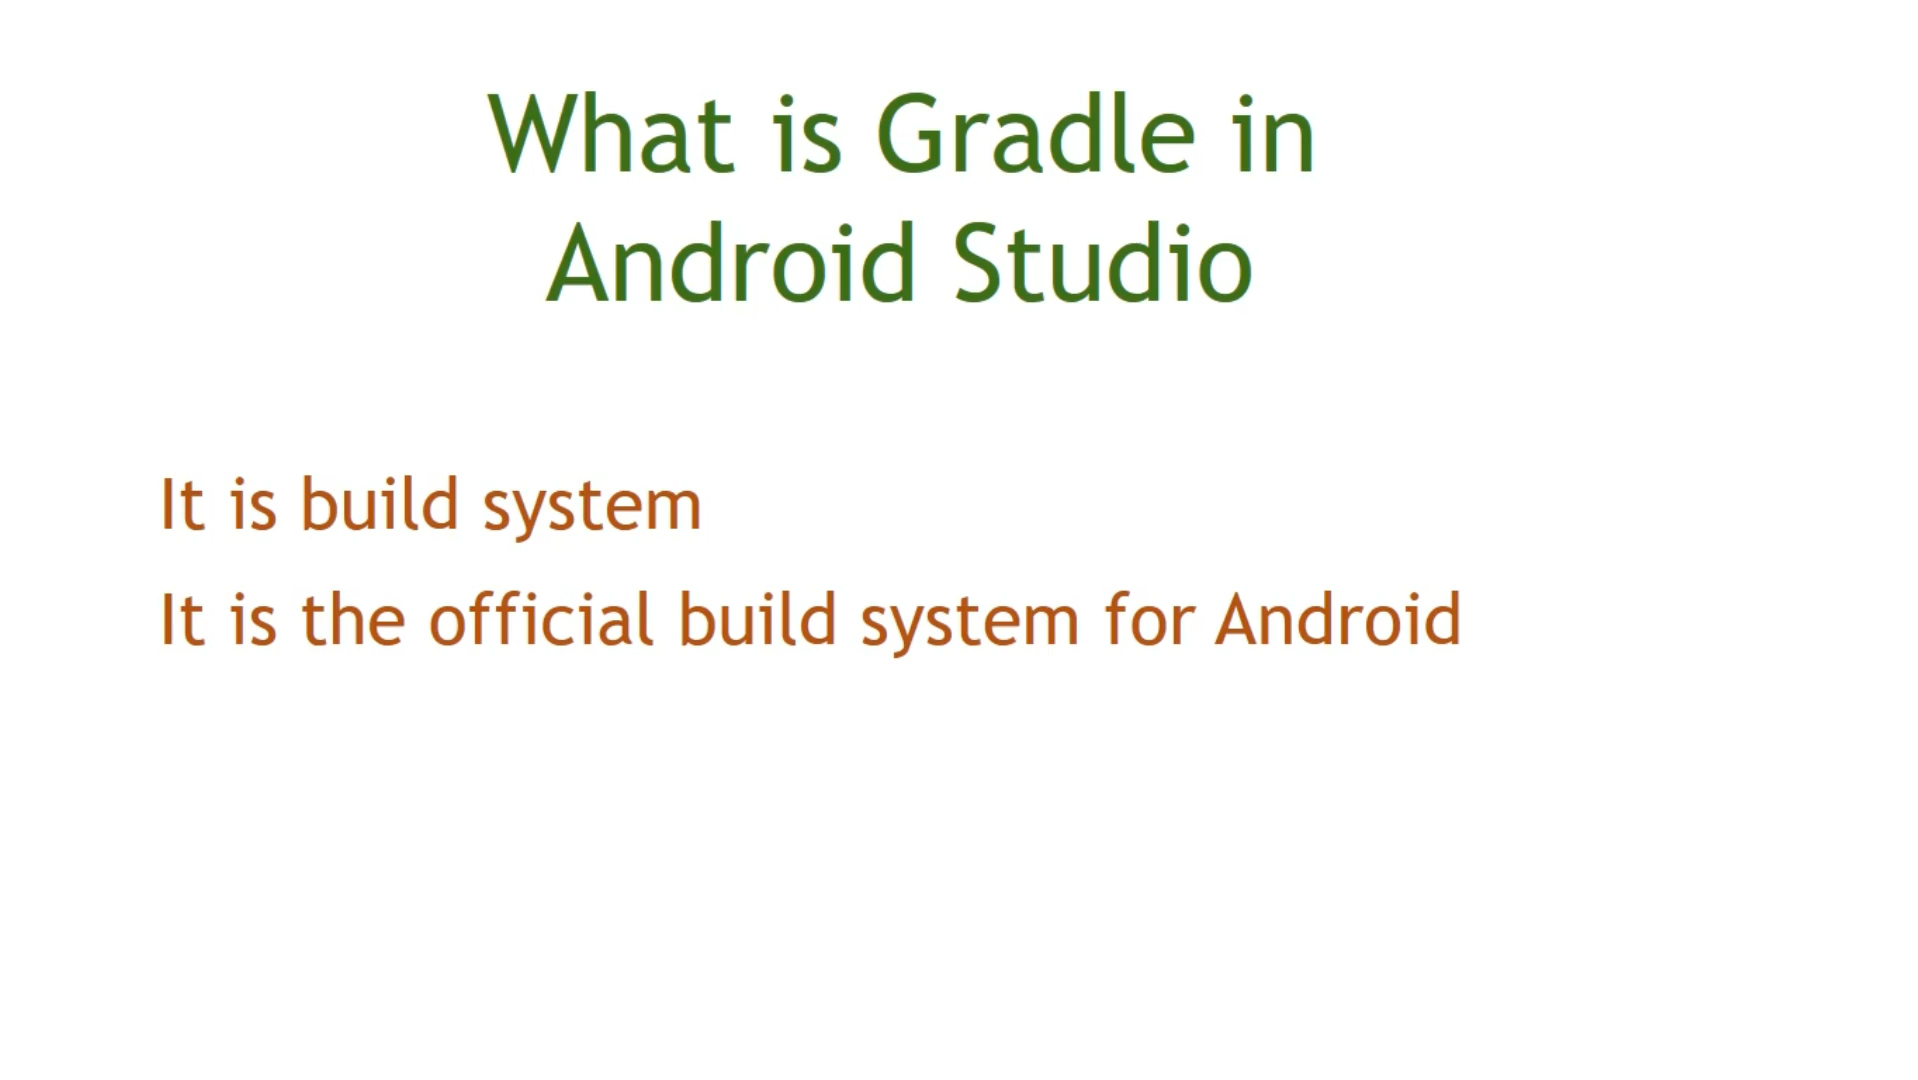 What is Gradle in
Android Studio
It is build system
It is the official build system for Android